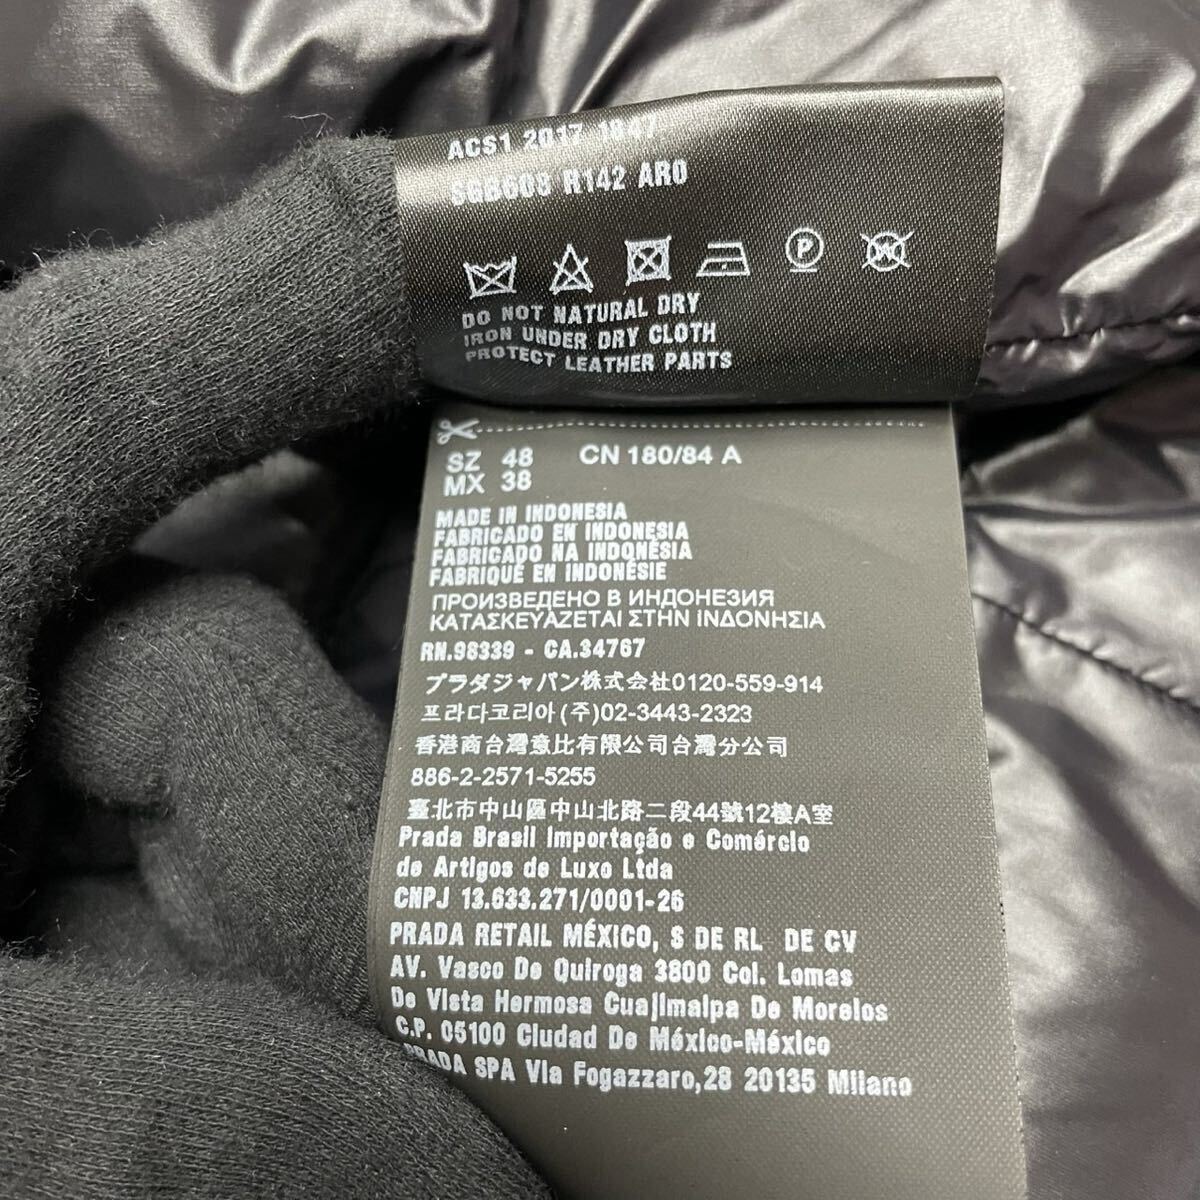 ACS1 2017 1847
SGB608 R142 ARO
P
W
DO NOT NATURAL DRY
IRON UNDER DRY CLOTH
PROTECT LEATHER PARTS
SZ 48 CN 180/84 A
MX 38
MADE IN INDONESIA
FABRICADO EN INDONESIA
FABRICADO NA INDONÉSIA
FABRIQUÉ EN INDONÉSIE
ПРОИЗВЕДЕНО В ИНДОНЕЗИЯ
ΚΑΤΑΣΚΕΥΑΖΕΤΑΙ ΣΤΗΝ ΙΝΔΟΝΗΣΙΑ
RN.98339 - CA.34767
プラダジャパン株式会社0120-559-914
프라다코리아(주)02-3443-2323
香港商台灣意比有限公司台灣分公司
886-2-2571-5255
臺北市中山區中山北路二段44號12樓A室
Prada Brasil Importação e Comércio
de Artigos de Luxo Ltda
CNPJ 13.633.271/0001-26
PRADA RETAIL MÉXICO, S DE RL DE CV
AV. Vasco De Quiroga 3800 Col. Lomas
De Vista Hermosa Cuajimalpa De Morelos
C.P. 05100 Ciudad De México-México
PRADA SPA Via Fogazzaro,28 20135 Milano